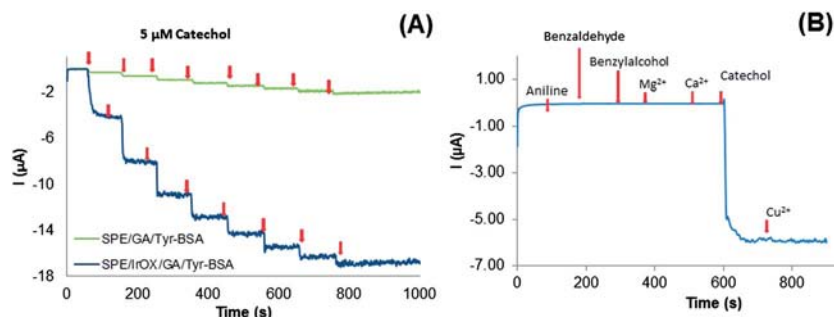 (A)
5 µM Catechol
-2
-6
-10
-14
-18
I (µA)
SPE/GA/Tyr-BSA
SPE/IrOX/GA/Tyr-BSA
0 200 400 600 800 1000
Time (s)
(B)
Benzaldehyde
Benzylalcohol
Aniline
Mg²⁺
Ca²⁺
Catechol
Cu²⁺
1.00
-1.00
-3.00
-5.00
-7.00
I (µA)
0 200 400 600 800
Time (s)